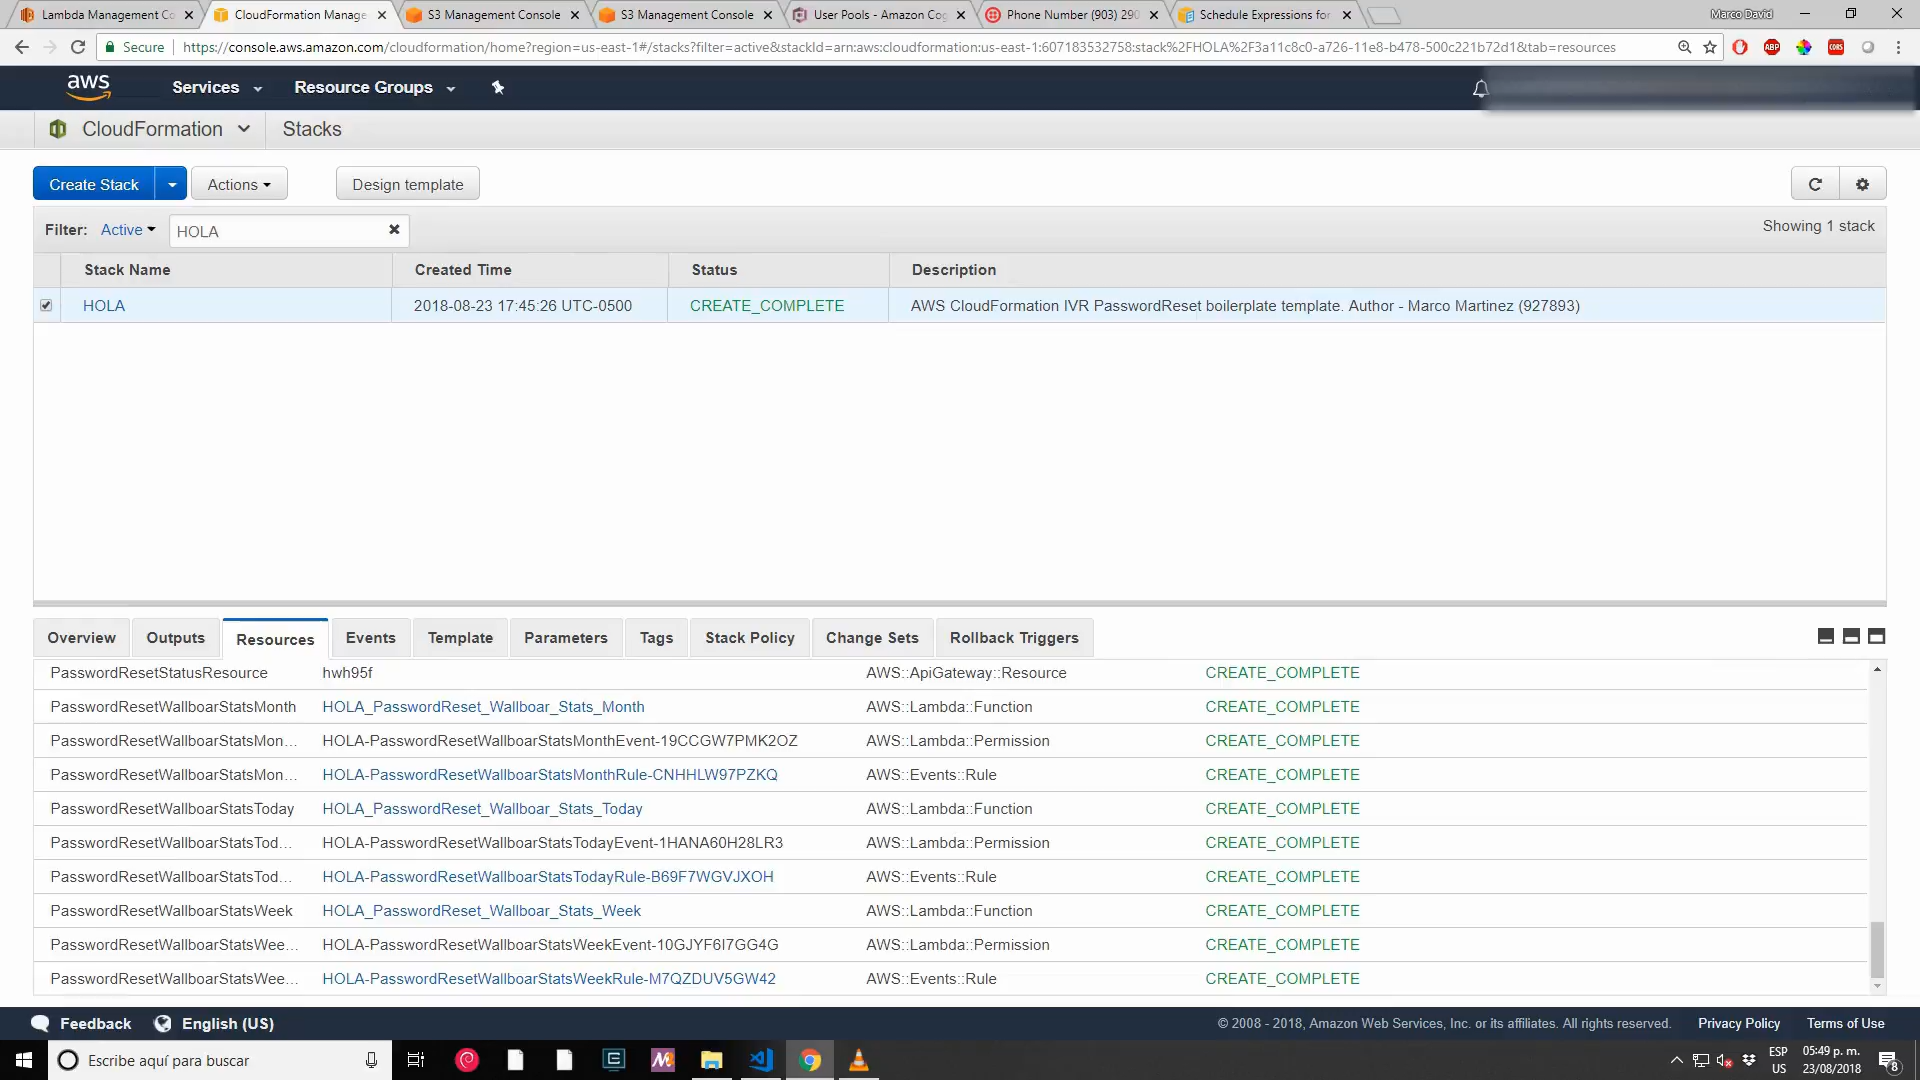 Lambda Management Co
CloudFormation Manage
S3 Management Console
S3 Management Console
User Pools - Amazon Cog
Phone Number (903) 290
Schedule Expressions for
Marco David
Secure https://console.aws.amazon.com/cloudformation/home?region=us-east-1#/stacks?filter=active&stackId=arn:aws:cloudformation:us-east-1:607183532758:stack%2FHOLA%2F3a11c8c0-a726-11e8-b478-500c221b72d1&tab=resources
ABP
CORS
aws Services Resource Groups
CloudFormation Stacks
Create Stack Actions Design template
Filter: Active HOLA Showing 1 stack
Stack Name Created Time Status Description
HOLA 2018-08-23 17:45:26 UTC-0500 CREATE_COMPLETE AWS CloudFormation IVR PasswordReset boilerplate template. Author - Marco Martinez (927893)
Overview Outputs Resources Events Template Parameters Tags Stack Policy Change Sets Rollback Triggers
PasswordResetStatusResource hwh95f AWS::ApiGateway::Resource CREATE_COMPLETE
PasswordResetWallboarStatsMonth HOLA_PasswordReset_Wallboar_Stats_Month AWS::Lambda::Function CREATE_COMPLETE
PasswordResetWallboarStatsMon... HOLA-PasswordResetWallboarStatsMonthEvent-19CCGW7PMK2OZ AWS::Lambda::Permission CREATE_COMPLETE
PasswordResetWallboarStatsMon... HOLA-PasswordResetWallboarStatsMonthRule-CNHHLW97PZKQ AWS::Events::Rule CREATE_COMPLETE
PasswordResetWallboarStatsToday HOLA_PasswordReset_Wallboar_Stats_Today AWS::Lambda::Function CREATE_COMPLETE
PasswordResetWallboarStatsTod... HOLA-PasswordResetWallboarStatsTodayEvent-1HANA60H28LR3 AWS::Lambda::Permission CREATE_COMPLETE
PasswordResetWallboarStatsTod... HOLA-PasswordResetWallboarStatsTodayRule-B69F7WGVJXOH AWS::Events::Rule CREATE_COMPLETE
PasswordResetWallboarStatsWeek HOLA_PasswordReset_Wallboar_Stats_Week AWS::Lambda::Function CREATE_COMPLETE
PasswordResetWallboarStatsWee... HOLA-PasswordResetWallboarStatsWeekEvent-10GJYF6I7GG4G AWS::Lambda::Permission CREATE_COMPLETE
PasswordResetWallboarStatsWee... HOLA-PasswordResetWallboarStatsWeekRule-M7QZDUV5GW42 AWS::Events::Rule CREATE_COMPLETE
Feedback English (US) © 2008 - 2018, Amazon Web Services, Inc. or its affiliates. All rights reserved. Privacy Policy Terms of Use
Escribe aquí para buscar
ESP
US
05:49 p. m.
23/08/2018
8